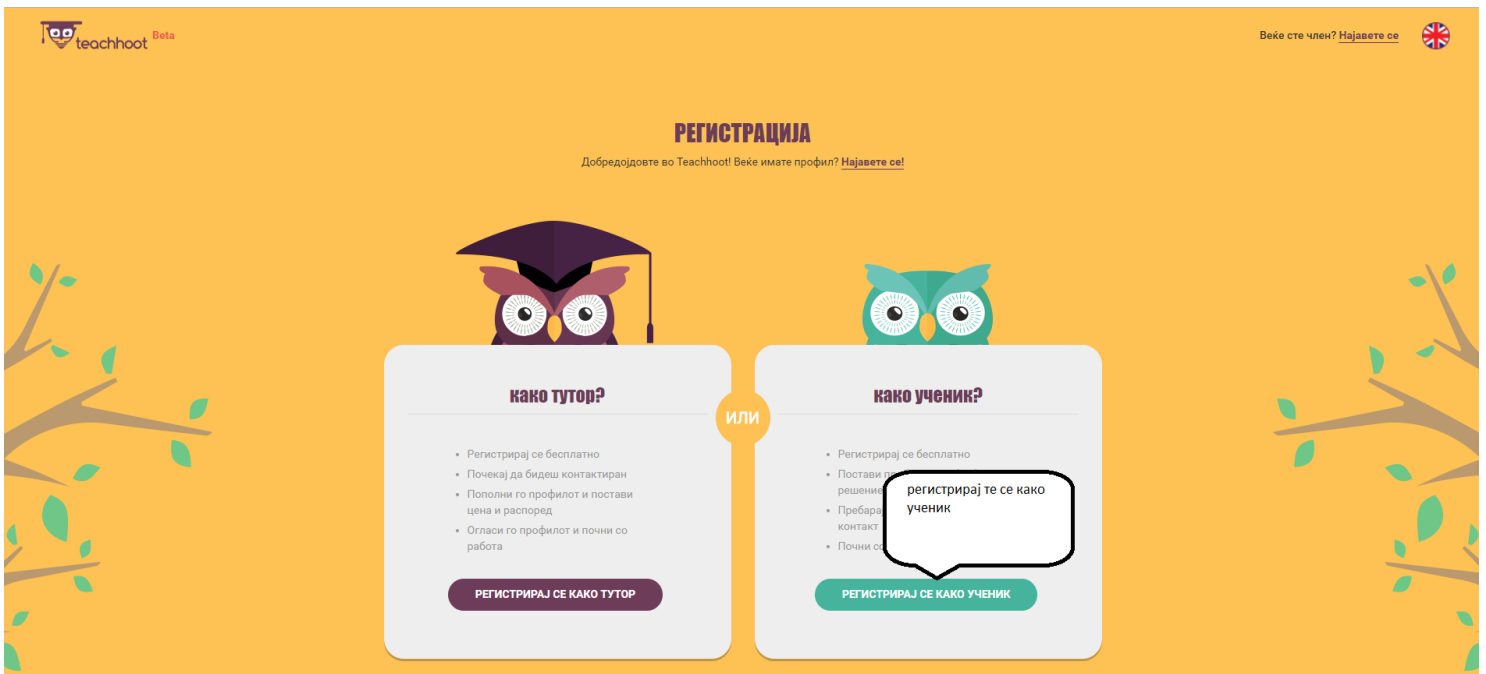 teachhoot Beta
Веќе сте член? Најавете се
РЕГИСТРАЦИЈА
Добредојдовте во Teachhoot! Веќе имате профил? Најавете се!
како тутор?
Регистрирај се бесплатно
Почекај да бидеш контактиран
Пополни го профилот и постави
цена и распоред
Огласи го профилот и почни со
работа
РЕГИСТРИРАЈ СЕ КАКО ТУТОР
ИЛИ
како ученик?
Регистрирај се бесплатно
Постави
решение
контакт
Почни
регистрирај те се како
ученик
РЕГИСТРИРАЈ СЕ КАКО УЧЕНИК